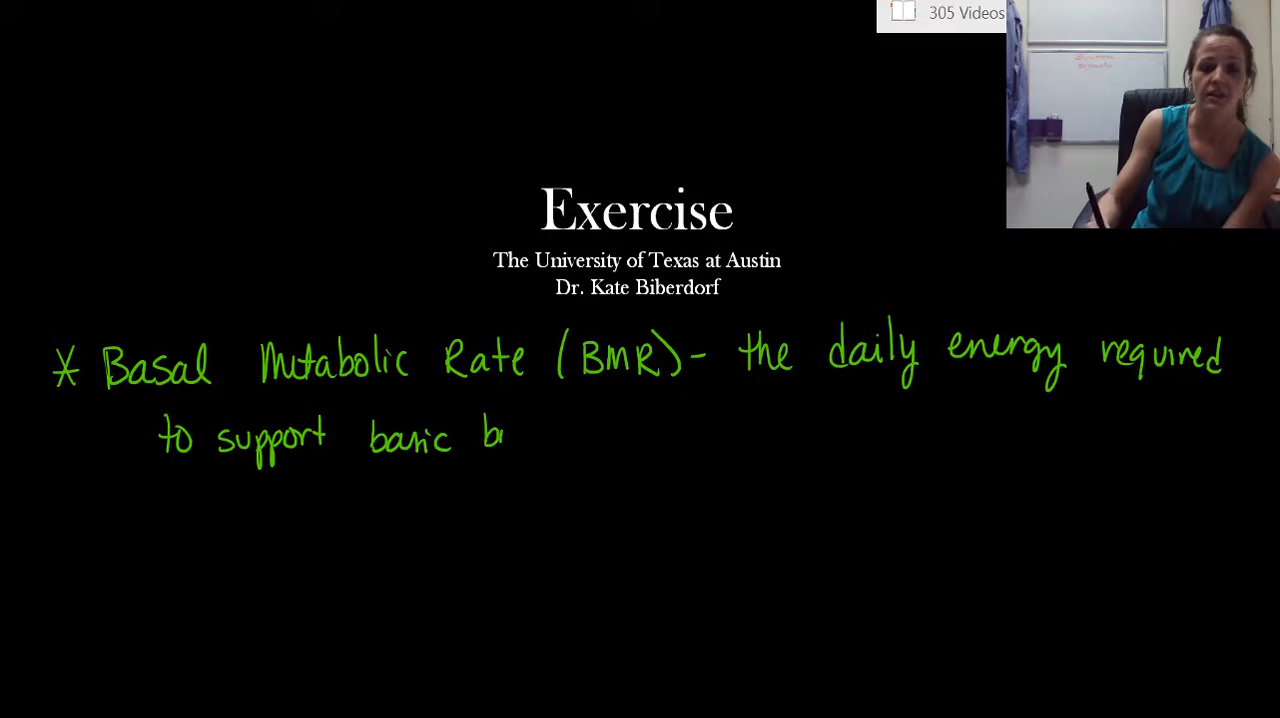 305 Videos
Exercise
The University of Texas at Austin
Dr. Kate Biberdorf
* Basal Metabolic Rate (BMR) - the daily energy required
to support basic